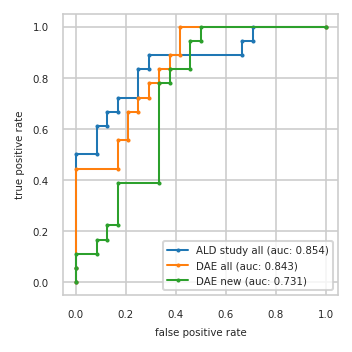 1.0
0.8
0.6
0.4
0.2
0.0
true positive rate
ALD study all (auc: 0.854)
DAE all (auc: 0.843)
DAE new (auc: 0.731)
0.0 0.2 0.4 0.6 0.8 1.0
false positive rate